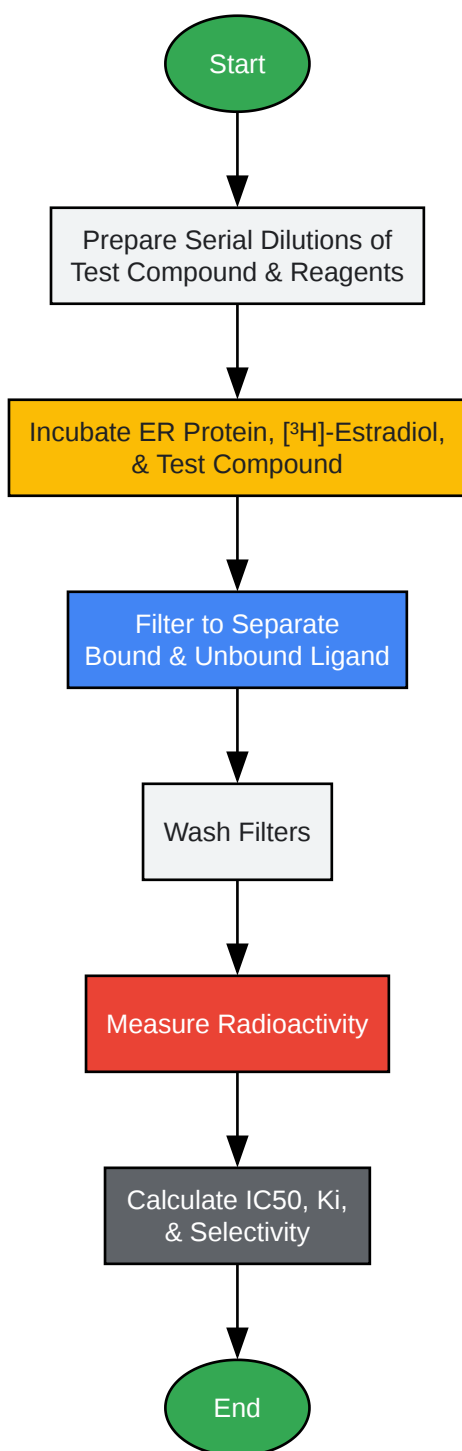 Start
Prepare Serial Dilutions of
Test Compound & Reagents
Incubate ER Protein, [³H]-Estradiol,
& Test Compound
Filter to Separate
Bound & Unbound Ligand
Wash Filters
Measure Radioactivity
Calculate IC50, Ki,
& Selectivity
End